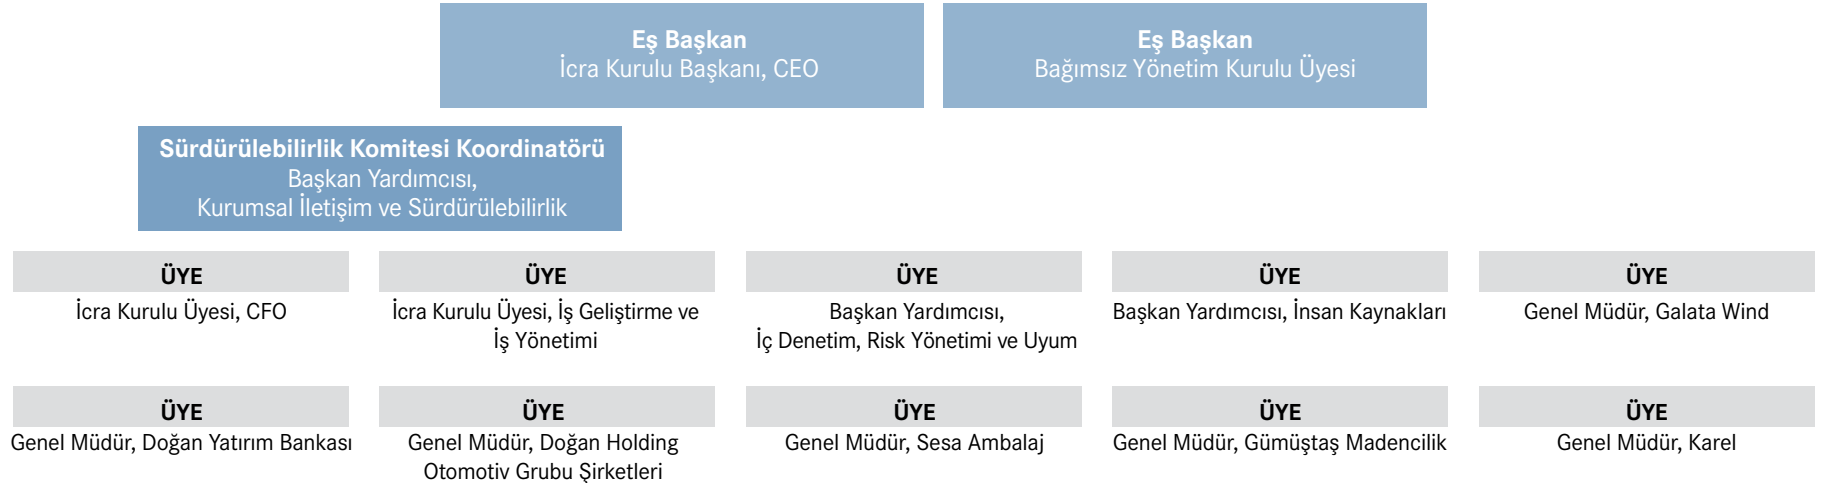 Eş Başkan
İcra Kurulu Başkanı, CEO
Eş Başkan
Bağımsız Yönetim Kurulu Üyesi
Sürdürülebilirlik Komitesi Koordinatörü
Başkan Yardımcısı,
Kurumsal İletişim ve Sürdürülebilirlik
ÜYE
İcra Kurulu Üyesi, CFO
ÜYE
İcra Kurulu Üyesi, İş Geliştirme ve
İş Yönetimi
ÜYE
Başkan Yardımcısı,
İç Denetim, Risk Yönetimi ve Uyum
ÜYE
Başkan Yardımcısı, İnsan Kaynakları
ÜYE
Genel Müdür, Galata Wind
ÜYE
Genel Müdür, Doğan Yatırım Bankası
ÜYE
Genel Müdür, Doğan Holding
Otomotiv Grubu Şirketleri
ÜYE
Genel Müdür, Sesa Ambalaj
ÜYE
Genel Müdür, Gümüştaş Madencilik
ÜYE
Genel Müdür, Karel